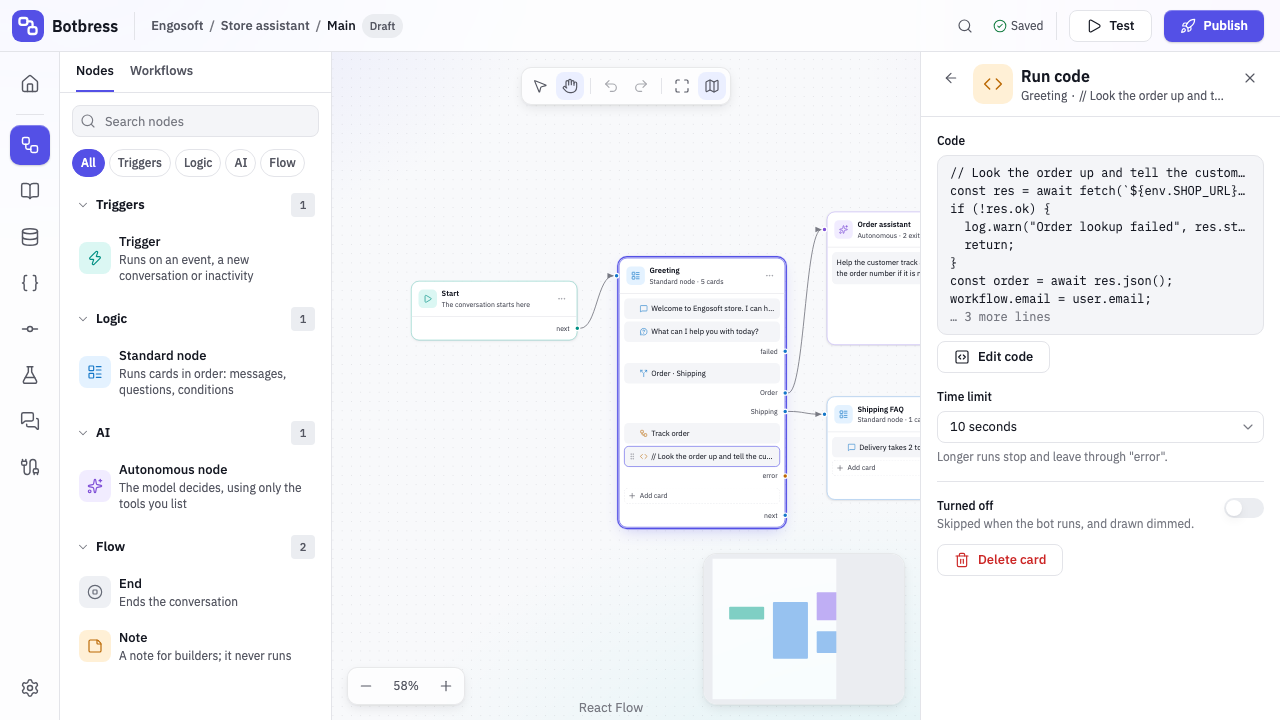 Botbress
Engosoft / Store assistant / Main Draft
Saved
Test
Publish
Nodes
Workflows
Search nodes
All
Triggers
Logic
AI
Flow
Triggers 1
Trigger
Runs on an event, a new
conversation or inactivity
Logic 1
Standard node
Runs cards in order: messages,
questions, conditions
AI 1
Autonomous node
The model decides, using only the
tools you list
Flow 2
End
Ends the conversation
Note
A note for builders; it never runs
Start
The conversation starts here
next
Greeting
Standard node · 5 cards
Welcome to Engosoft store. I can h...
What can I help you with today?
failed
Order · Shipping
Order
Shipping
Track order
// Look the order up and tell the cu...
error
Add card
next
Order assistant
Autonomous · 2 exit
Help the customer track
the order number if it is n
Shipping FAQ
Standard node · 1 ca
Delivery takes 2 to
Add card
58%
React Flow
Run code
Greeting · // Look the order up and t...
Code
// Look the order up and tell the custom…
const res = await fetch(`${env.SHOP_URL}…
if (!res.ok) {
  log.warn("Order lookup failed", res.st…
  return;
}
const order = await res.json();
workflow.email = user.email;
… 3 more lines
Edit code
Time limit
10 seconds
Longer runs stop and leave through "error".
Turned off
Skipped when the bot runs, and drawn dimmed.
Delete card